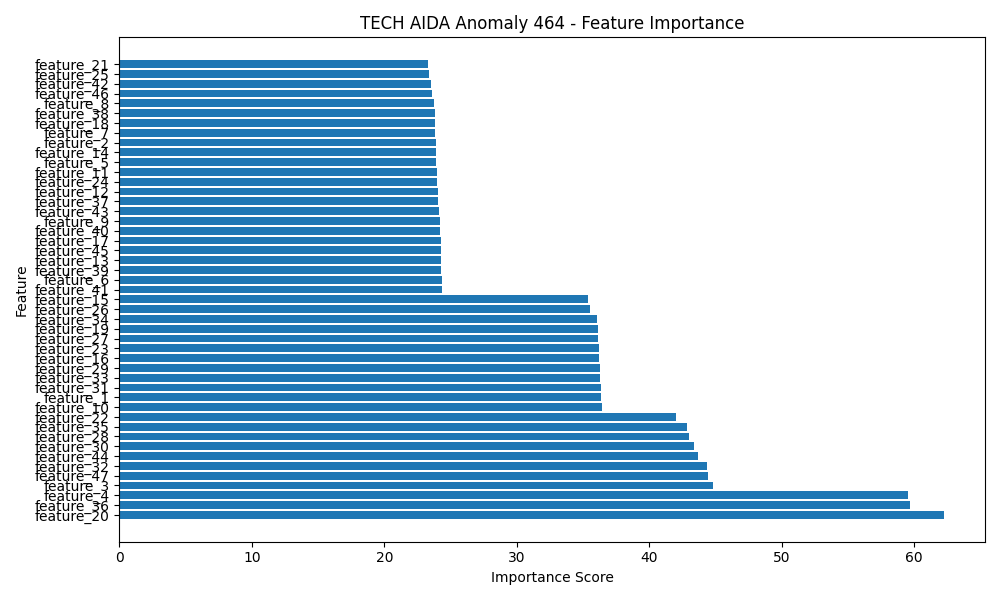 TECH AIDA Anomaly 464 - Feature Importance
feature_21
feature_25
feature_42
feature_46
feature_8
feature_38
feature_18
feature_7
feature_2
feature_14
feature_5
feature_11
feature_24
feature_12
feature_37
feature_43
feature_9
feature_40
feature_17
feature_45
feature_13
feature_39
feature_6
feature_41
feature_15
feature_26
feature_34
feature_19
feature_27
feature_23
feature_16
feature_29
feature_33
feature_31
feature_1
feature_10
feature_22
feature_35
feature_28
feature_30
feature_44
feature_32
feature_47
feature_3
feature_4
feature_36
feature_20
Feature
0 10 20 30 40 50 60
Importance Score